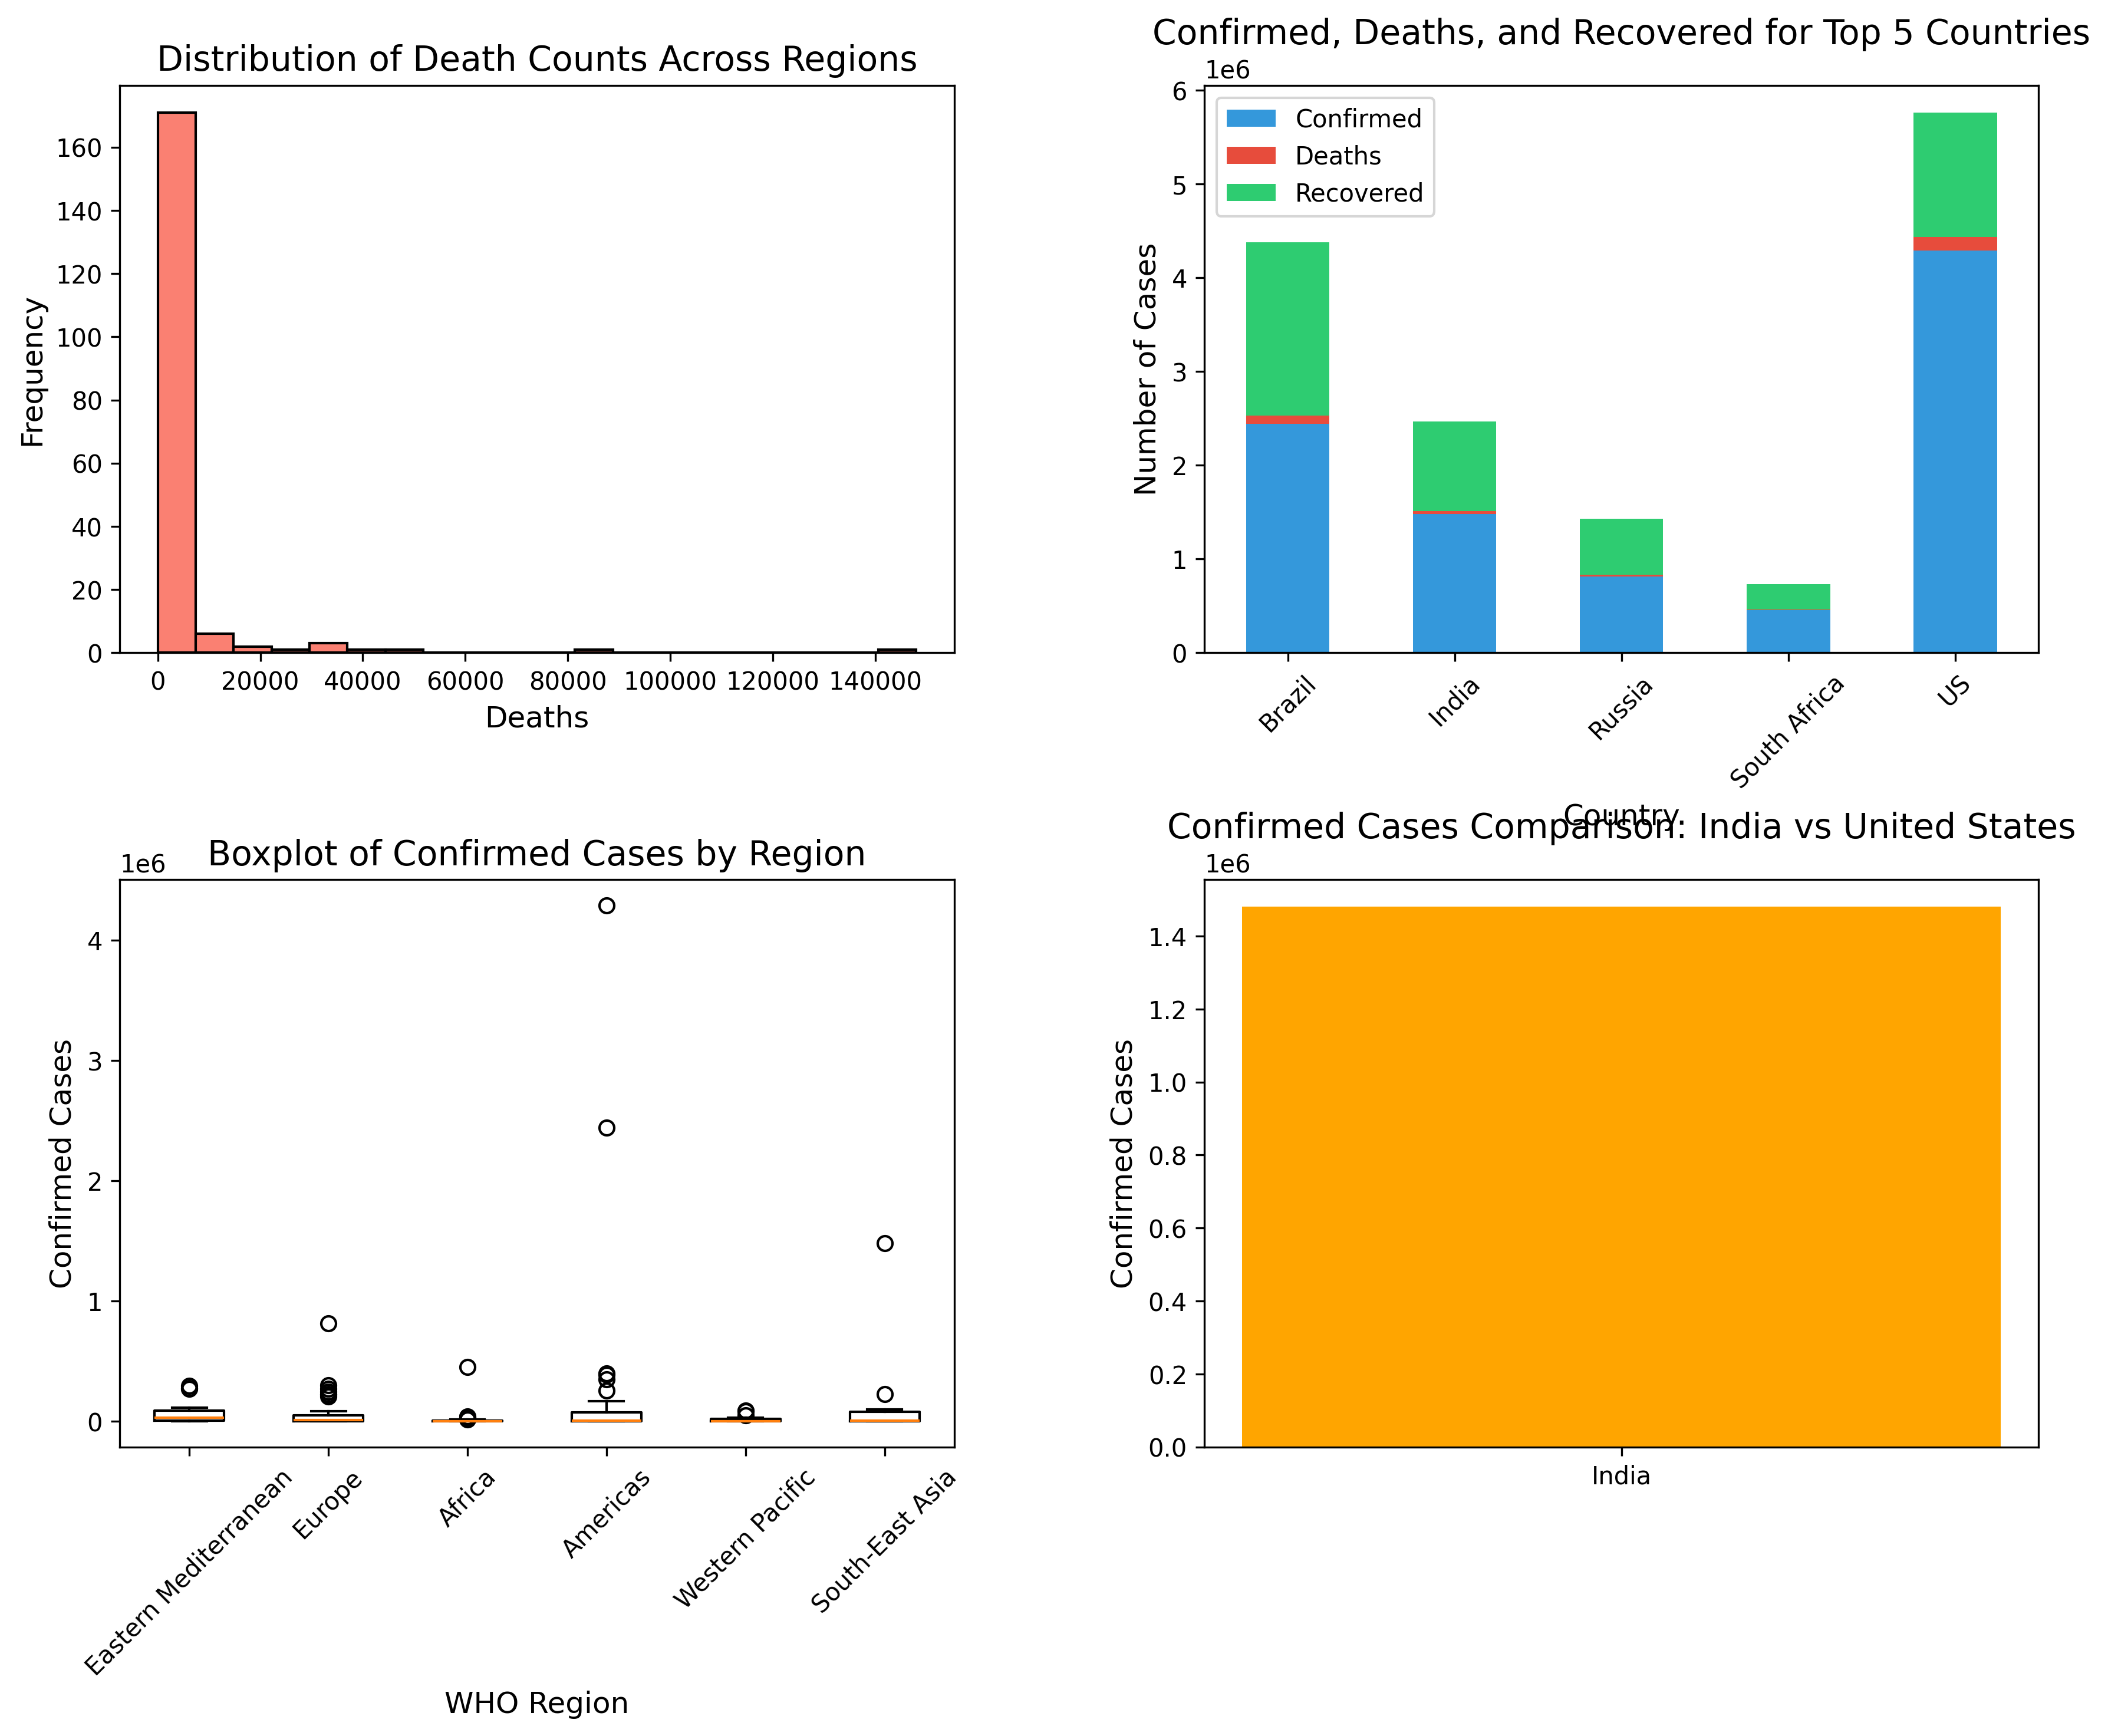 Distribution of Death Counts Across Regions
Frequency
160
140
120
100
80
60
40
20
0
0 20000 40000 60000 80000 100000 120000 140000
Deaths
Confirmed, Deaths, and Recovered for Top 5 Countries
1e6
Number of Cases
6
5
4
3
2
1
0
Confirmed
Deaths
Recovered
Brazil
India
Russia
South Africa
US
Country
Boxplot of Confirmed Cases by Region
1e6
Confirmed Cases
4
3
2
1
0
Eastern Mediterranean
Europe
Africa
Americas
Western Pacific
South-East Asia
WHO Region
Confirmed Cases Comparison: India vs United States
1e6
Confirmed Cases
1.4
1.2
1.0
0.8
0.6
0.4
0.2
0.0
India